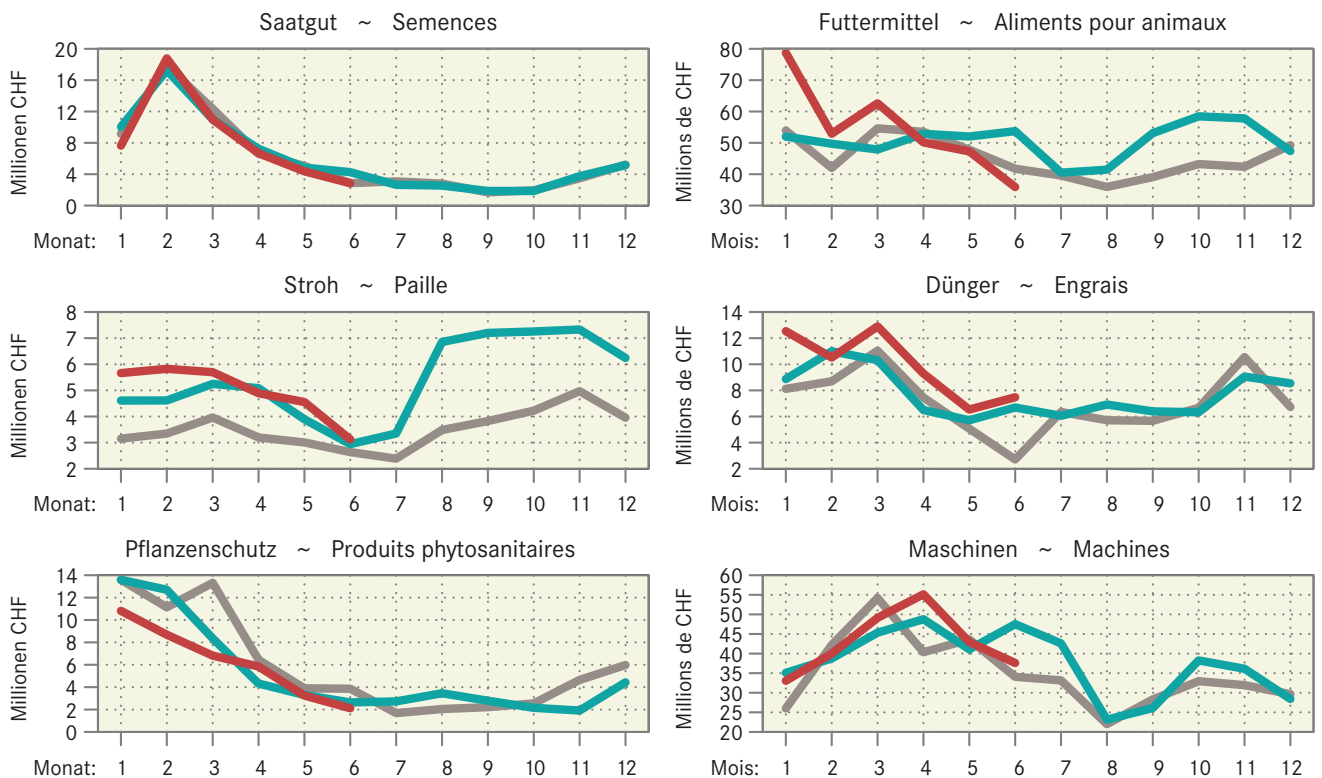 Saatgut ~ Semences
Millionen CHF
20
16
12
8
4
0
Monat: 1 2 3 4 5 6 7 8 9 10 11 12
Futtermittel ~ Aliments pour animaux
Millions de CHF
80
70
60
50
40
30
Mois: 1 2 3 4 5 6 7 8 9 10 11 12
Stroh ~ Paille
Millionen CHF
8
7
6
5
4
3
2
Monat: 1 2 3 4 5 6 7 8 9 10 11 12
Dünger ~ Engrais
Millions de CHF
14
12
10
8
6
4
2
Mois: 1 2 3 4 5 6 7 8 9 10 11 12
Pflanzenschutz ~ Produits phytosanitaires
Millionen CHF
14
12
10
8
6
4
2
0
Monat: 1 2 3 4 5 6 7 8 9 10 11 12
Maschinen ~ Machines
Millions de CHF
60
55
50
45
40
35
30
25
20
Mois: 1 2 3 4 5 6 7 8 9 10 11 12